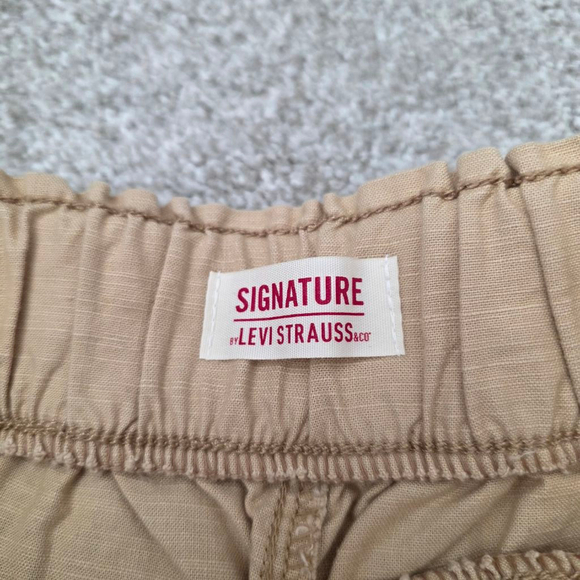 SIGNATURE
BY LEVI STRAUSS & CO